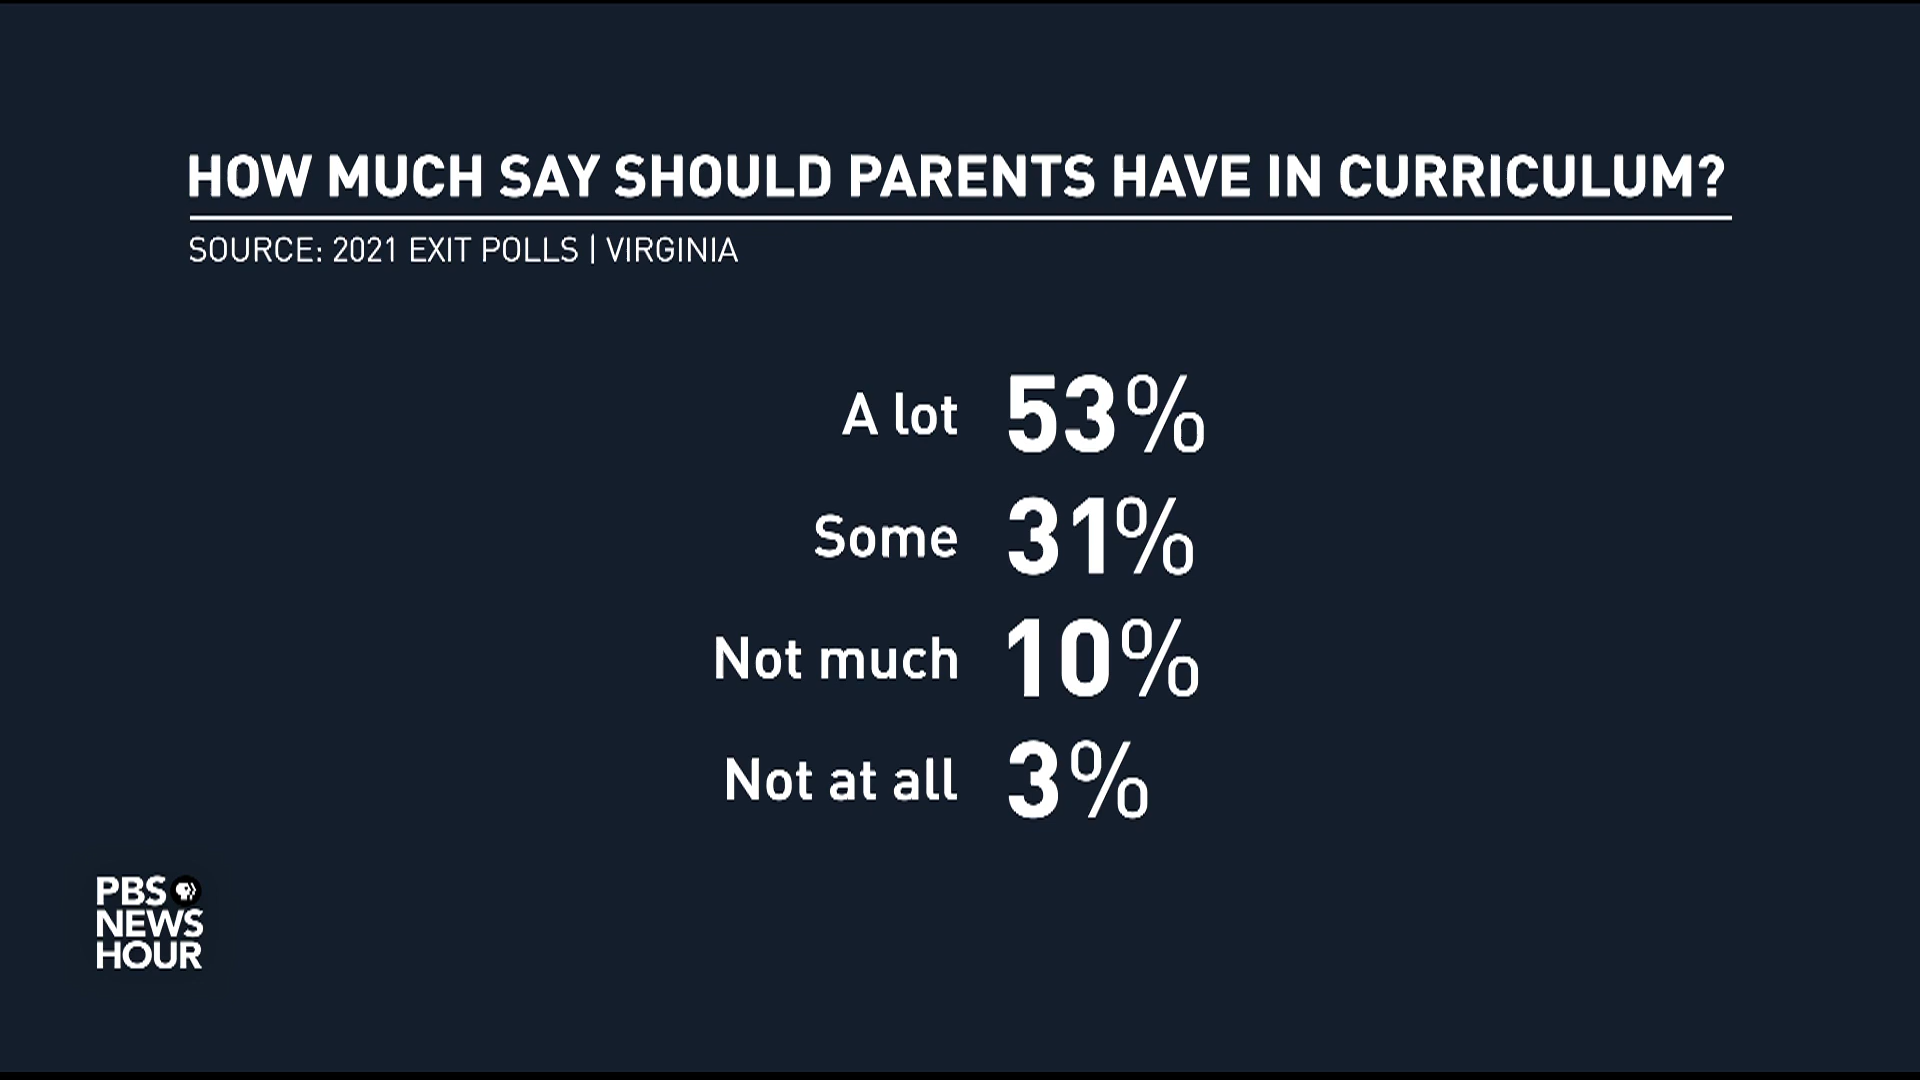 HOW MUCH SAY SHOULD PARENTS HAVE IN CURRICULUM?
SOURCE: 2021 EXIT POLLS | VIRGINIA
A lot 53%
Some 31%
Not much 10%
Not at all 3%
PBS
NEWS
HOUR